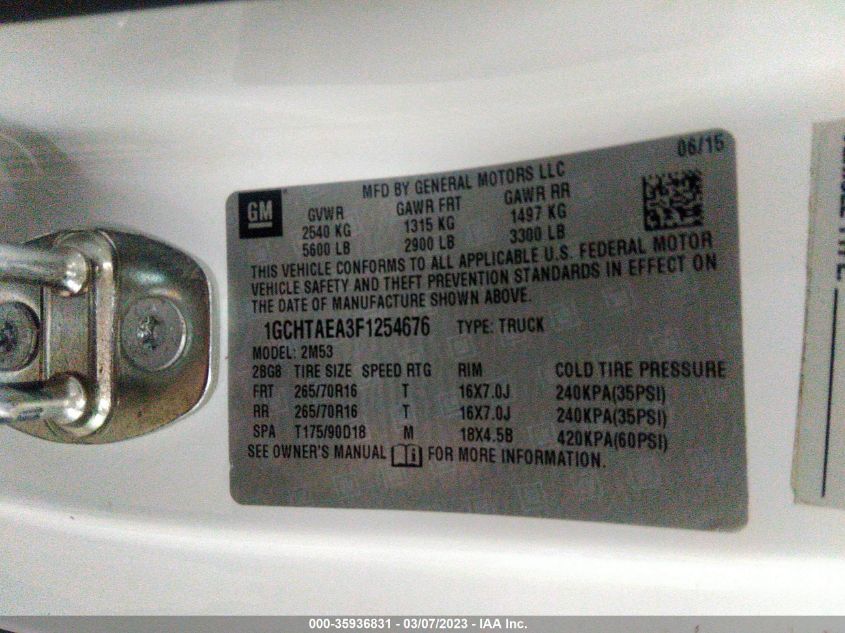 06/15
GM
MFD BY GENERAL MOTORS LLC
GVWR GAWR FRT GAWR RR
2540 KG 1315 KG 1497 KG
5600 LB 2900 LB 3300 LB
THIS VEHICLE CONFORMS TO ALL APPLICABLE U.S. FEDERAL MOTOR
VEHICLE SAFETY AND THEFT PREVENTION STANDARDS IN EFFECT ON
THE DATE OF MANUFACTURE SHOWN ABOVE.
1GCHTAEA3F1254676 TYPE: TRUCK
MODEL: 2M53
2BG8 TIRE SIZE SPEED RTG RIM COLD TIRE PRESSURE
FRT 265/70R16 T 16X7.0J 240KPA(35PSI)
RR 265/70R16 T 16X7.0J 240KPA(35PSI)
SPA T175/90D18 M 18X4.5B 420KPA(60PSI)
SEE OWNER'S MANUAL FOR MORE INFORMATION.
000-35936831 - 03/07/2023 - IAA Inc.